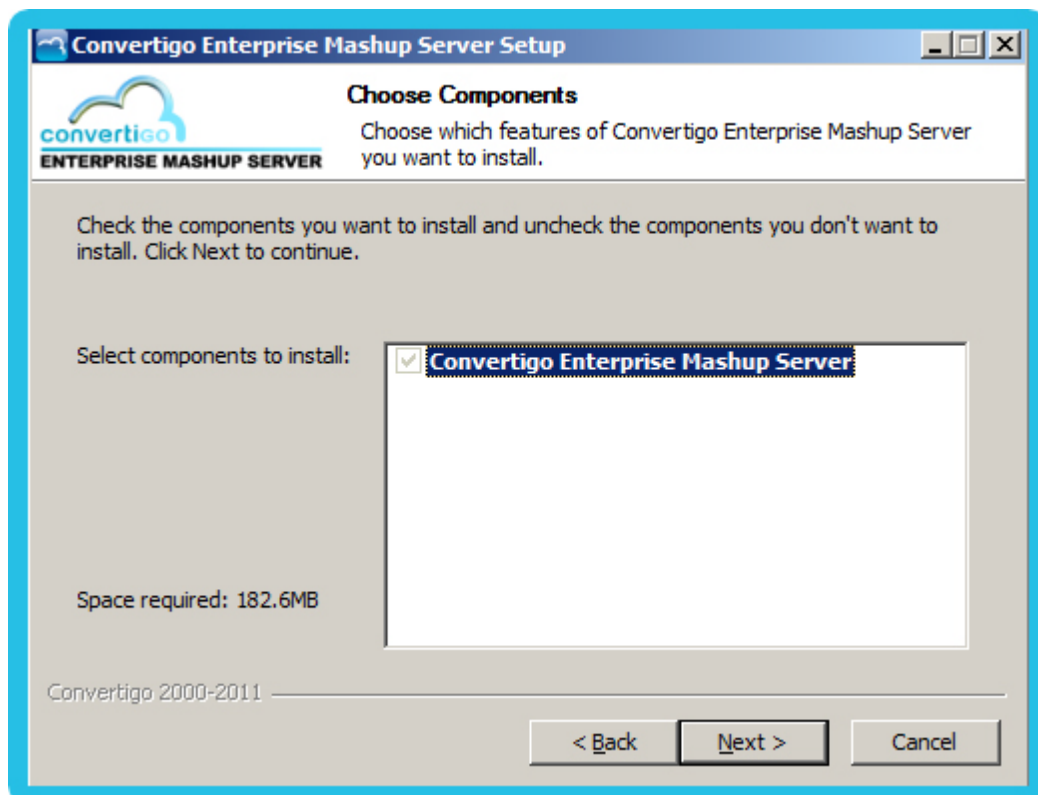 Convertigo Enterprise Mashup Server Setup
convertigo
ENTERPRISE MASHUP SERVER
Choose Components
Choose which features of Convertigo Enterprise Mashup Server
you want to install.
Check the components you want to install and uncheck the components you don't want to
install. Click Next to continue.
Select components to install:
Convertigo Enterprise Mashup Server
Space required: 182.6MB
Convertigo 2000-2011
< Back
Next >
Cancel